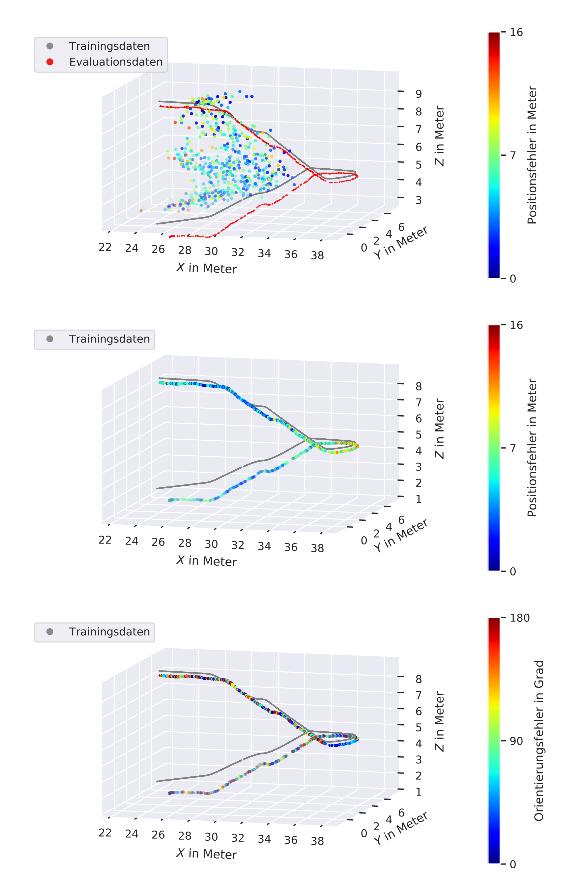 Trainingsdaten
Evaluationsdaten
16
7
0
Positionsfehler in Meter
9
8
7
6
5
4
3
Z in Meter
6
4
2
0
Y in Meter
22 24 26 28 30 32 34 36 38
X in Meter
Trainingsdaten
16
7
0
Positionsfehler in Meter
8
7
6
5
4
3
2
1
Z in Meter
6
4
2
0
Y in Meter
22 24 26 28 30 32 34 36 38
X in Meter
Trainingsdaten
180
90
0
Orientierungsfehler in Grad
8
7
6
5
4
3
2
1
Z in Meter
6
4
2
0
Y in Meter
22 24 26 28 30 32 34 36 38
X in Meter